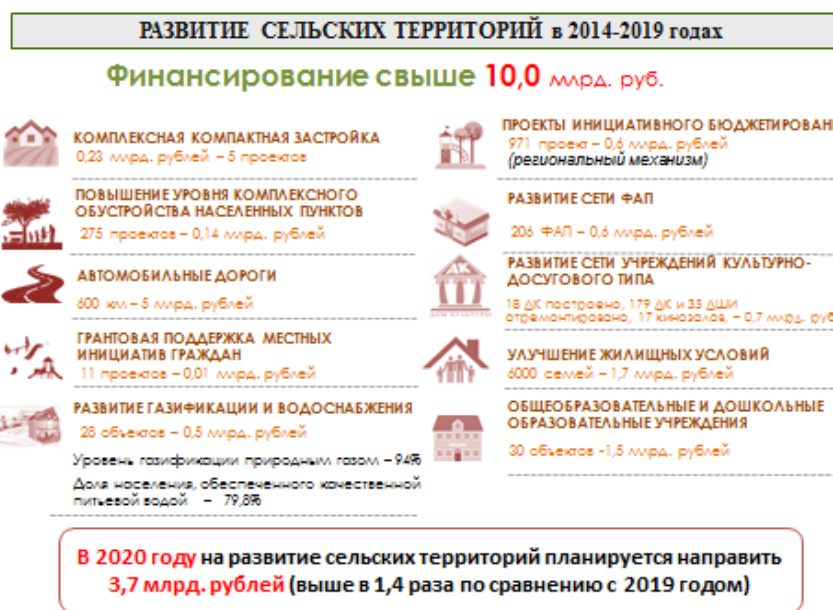 РАЗВИТИЕ СЕЛЬСКИХ ТЕРРИТОРИЙ в 2014-2019 годах
Финансирование свыше 10,0 млрд. руб.
КОМПЛЕКСНАЯ КОМПАКТНАЯ ЗАСТРОЙКА
0,23 млрд. рублей – 5 проектов
ПОВЫШЕНИЕ УРОВНЯ КОМПЛЕКСНОГО
ОБУСТРОЙСТВА НАСЕЛЕННЫХ ПУНКТОВ
275 проектов – 0,14 млрд. рублей
АВТОМОБИЛЬНЫЕ ДОРОГИ
600 км – 5 млрд. рублей
ГРАНТОВАЯ ПОДДЕРЖКА МЕСТНЫХ
ИНИЦИАТИВ ГРАЖДАН
11 проектов – 0,01 млрд. рублей
РАЗВИТИЕ ГАЗИФИКАЦИИ И ВОДОСНАБЖЕНИЯ
28 объектов – 0,5 млрд. рублей
Уровень газификации природным газом – 94%
Доля населения, обеспеченного качественной
питьевой водой – 79,8%
ПРОЕКТЫ ИНИЦИАТИВНОГО БЮДЖЕТИРОВАН
971 проект – 0,6 млрд. рублей
(региональный механизм)
РАЗВИТИЕ СЕТИ ФАП
206 ФАП – 0,6 млрд. рублей
ДК
РАЗВИТИЕ СЕТИ УЧРЕЖДЕНИЙ КУЛЬТУРНО-
ДОСУГОВОГО ТИПА
18 ДК построено, 179 ДК и 35 ДШИ
отремонтировано, 17 кинозалов, – 0,7 млрд. руб
УЛУЧШЕНИЕ ЖИЛИЩНЫХ УСЛОВИЙ
6000 семей – 1,7 млрд. рублей
ОБЩЕОБРАЗОВАТЕЛЬНЫЕ И ДОШКОЛЬНЫЕ
ОБРАЗОВАТЕЛЬНЫЕ УЧРЕЖДЕНИЯ
30 объектов -1,5 млрд. рублей
В 2020 году на развитие сельских территорий планируется направить
3,7 млрд. рублей (выше в 1,4 раза по сравнению с 2019 годом)